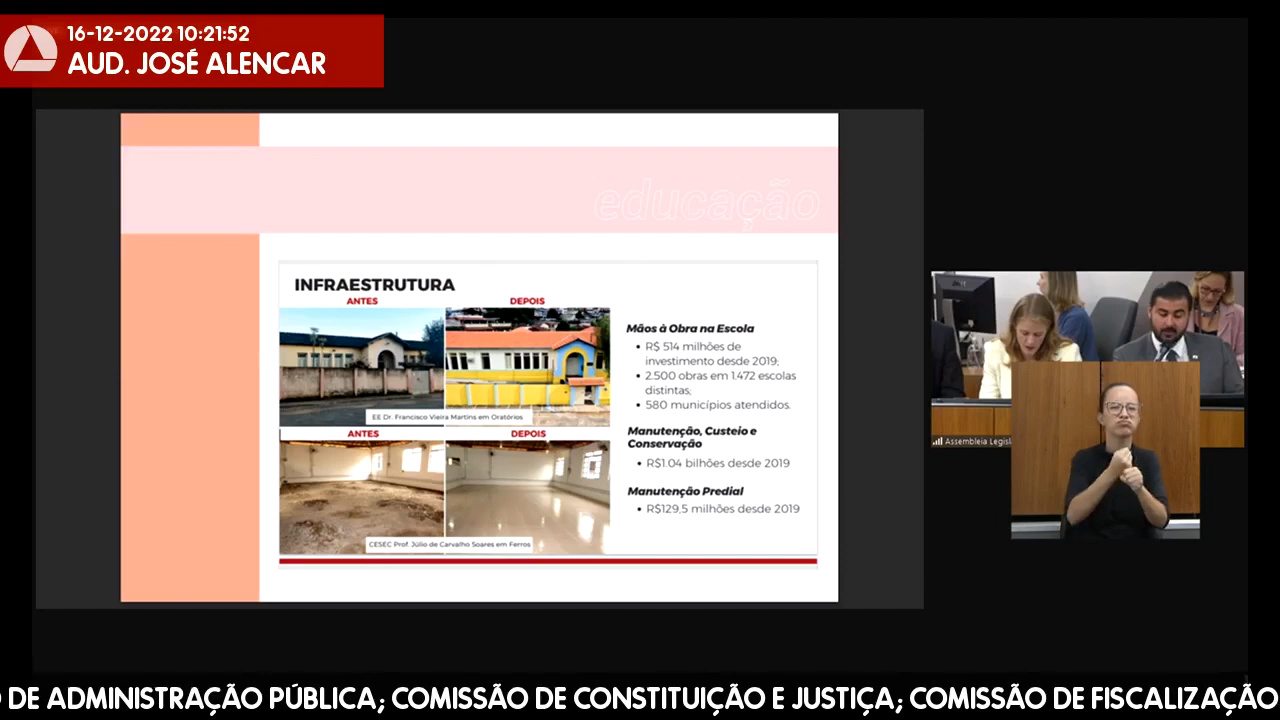 16-12-2022 10:21:52
AUD. JOSÉ ALENCAR
educação
INFRAESTRUTURA
ANTES
DEPOIS
EE Dr. Francisco Vieira Martins em Oratórios
ANTES
DEPOIS
CESEC Prof. Júlio de Carvalho Soares em Ferros
Mãos à Obra na Escola
• R$ 514 milhões de
investimento desde 2019;
• 2.500 obras em 1.472 escolas
distintas;
• 580 municípios atendidos.
Manutenção, Custeio e
Conservação
• R$1.04 bilhões desde 2019
Manutenção Predial
• R$129,5 milhões desde 2019
Assembleia Legisl
DE ADMINISTRAÇÃO PÚBLICA; COMISSÃO DE CONSTITUIÇÃO E JUSTIÇA; COMISSÃO DE FISCALIZAÇÃO